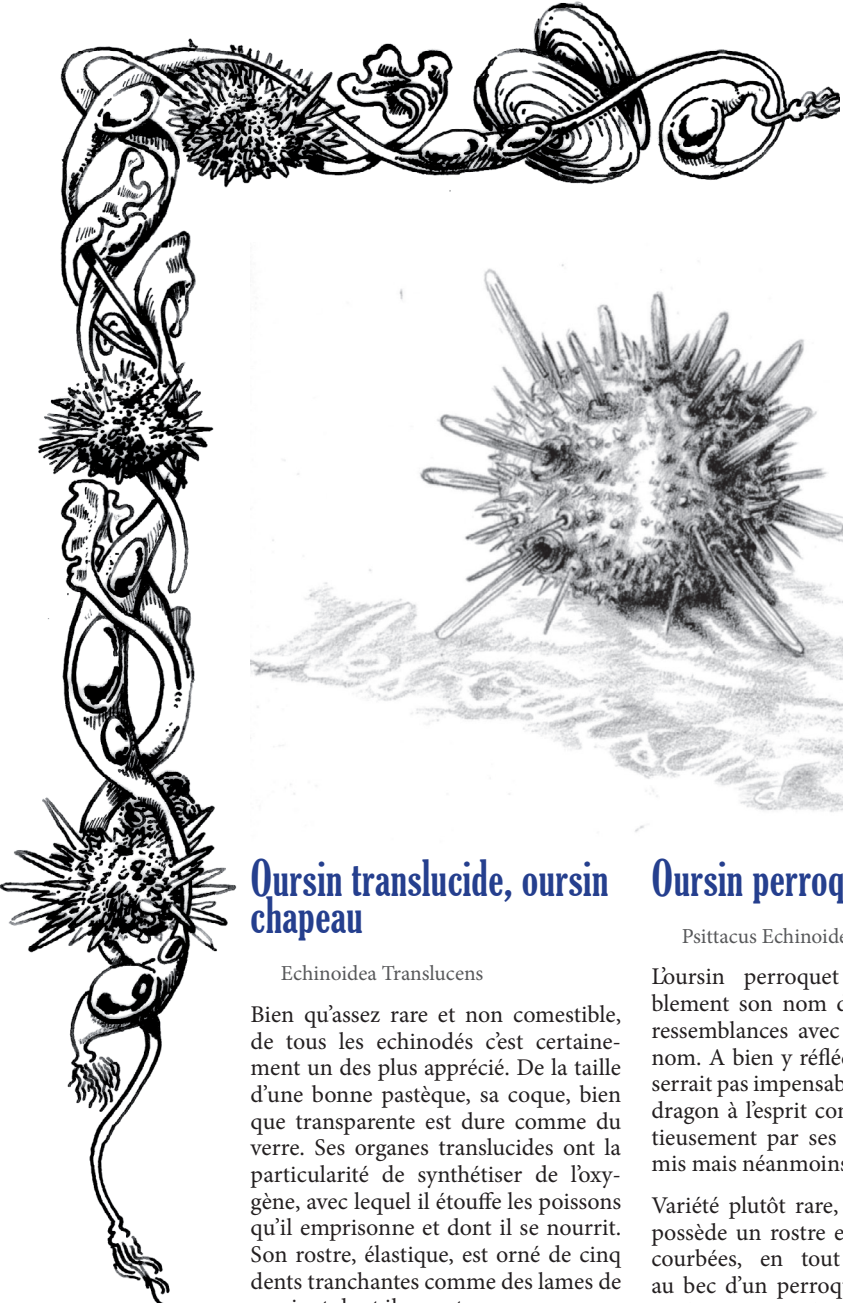 Oursin translucide, oursin
chapeau
Echinoidea Translucens
Bien qu'assez rare et non comestible,
de tous les echinodés c'est certaine-
ment un des plus apprécié. De la taille
d'une bonne pastèque, sa coque, bien
que transparente est dure comme du
verre. Ses organes translucides ont la
particularité de synthétiser de l'oxy-
gène, avec lequel il étouffe les poissons
qu'il emprisonne et dont il se nourrit.
Son rostre, élastique, est orné de cinq
dents tranchantes comme des lames de
Oursin perroq
Psittacus Echinoide
L'oursin perroquet
blement son nom
ressemblances avec
nom. A bien y réfléc
serrait pas impensab
dragon à l'esprit con
tieusement par ses
mis mais néanmoins
Variété plutôt rare,
possède un rostre e
courbées, en tout
au bec d'un perroqu